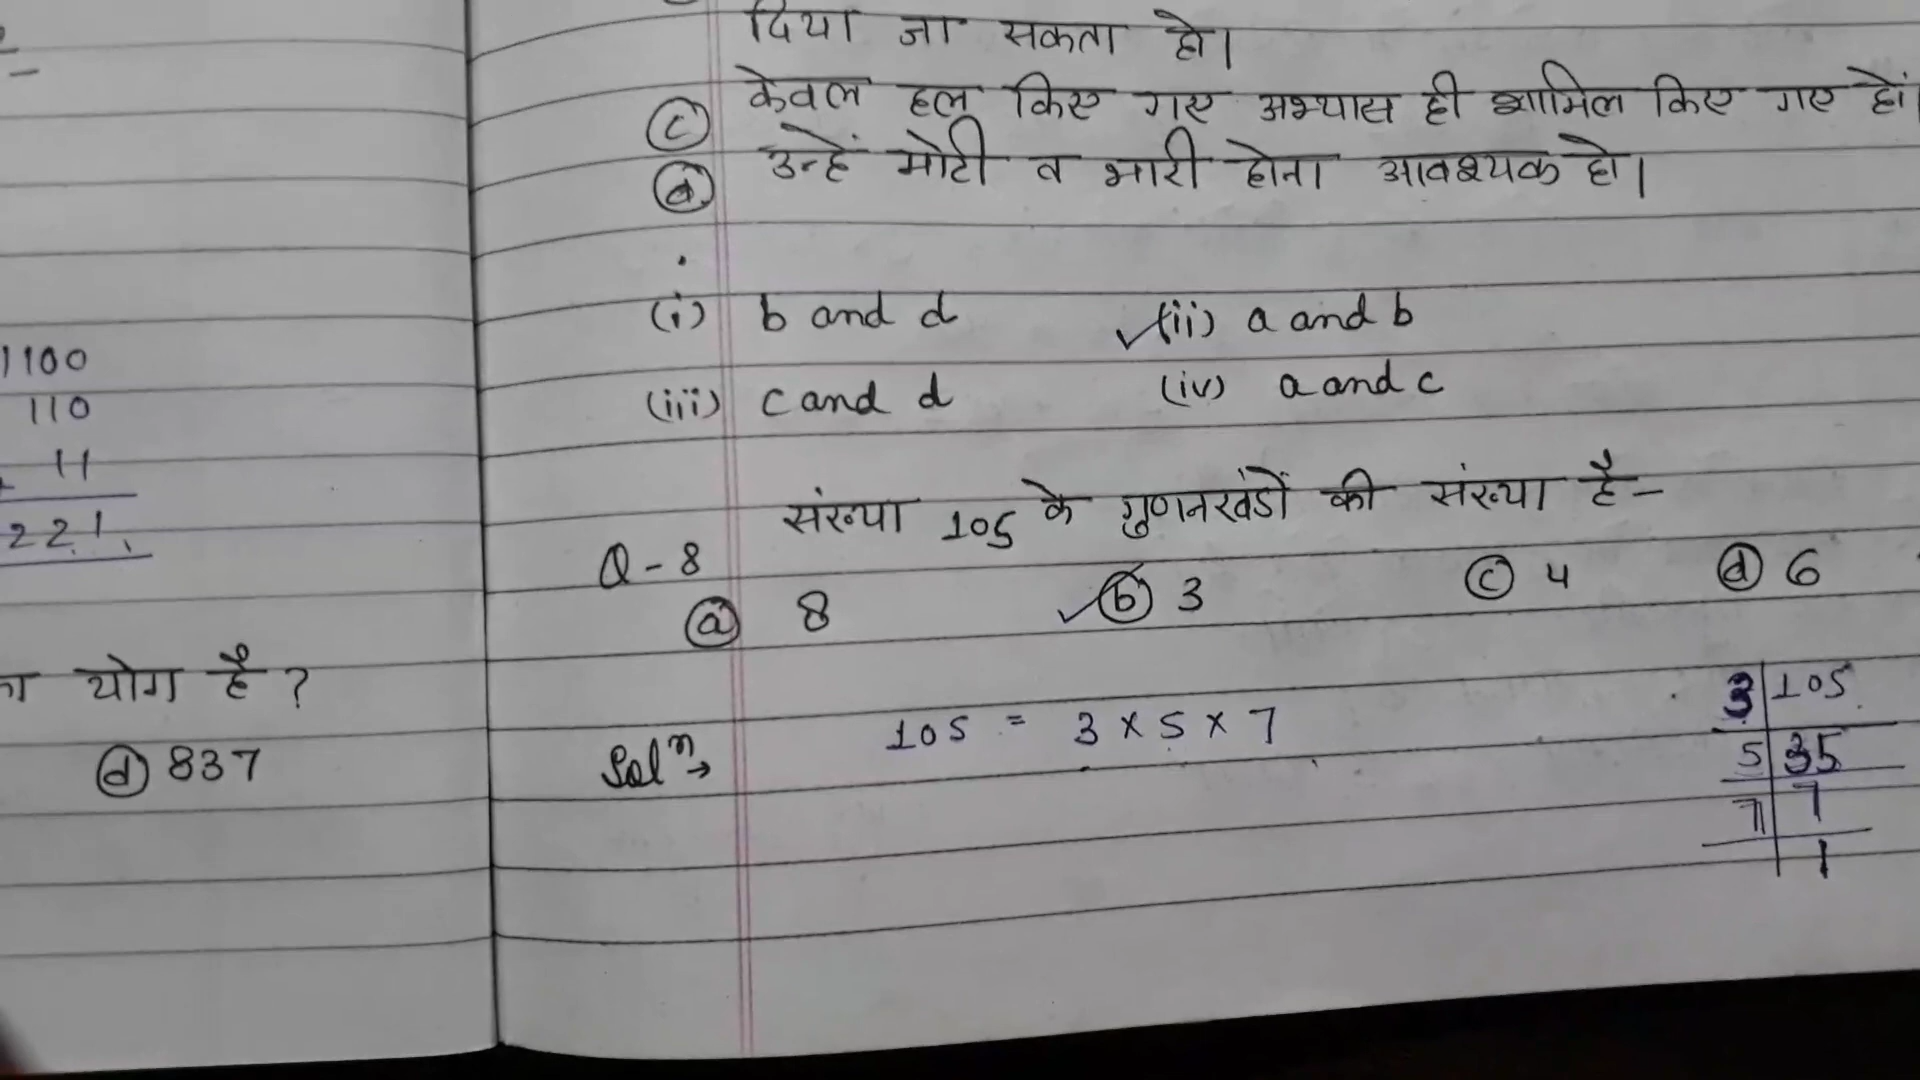 1100
110
11
221
का योग है ?
(d) 837
दिया जा सकता हो।
(c) केवल हल किए गए अभ्यास ही शामिल किए गए हों।
(d) उन्हें मोटी व भारी होना आवश्यक हो।
(i) b and d ✓(ii) a and b
(iii) c and d (iv) a and c
Q-8 संख्या 105 के गुणनखंडों की संख्या है-
(a) 8 ✓(b) 3 (c) 4 (d) 6
Solⁿ→ 105 = 3 × 5 × 7
3 | 105
5 | 35
7 | 7
1